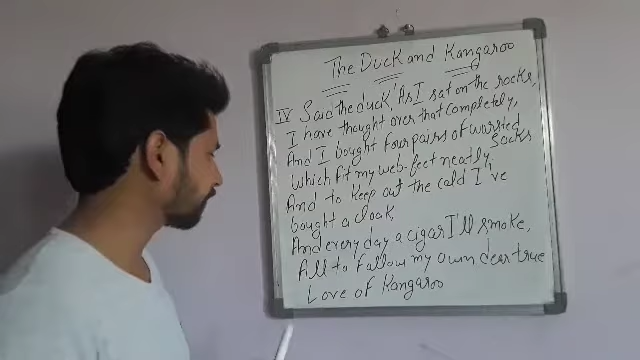 The Duck and Kangaroo
IV Said the duck, 'As I sat on the rocks,
I have thought over that completely,
And I bought four pairs of worsted
Socks
which fit my web-feet neatly
And to keep out the cold I've
bought a cloak,
And every day a cigar I'll smoke,
All to follow my own dear true
Love of Kangaroo